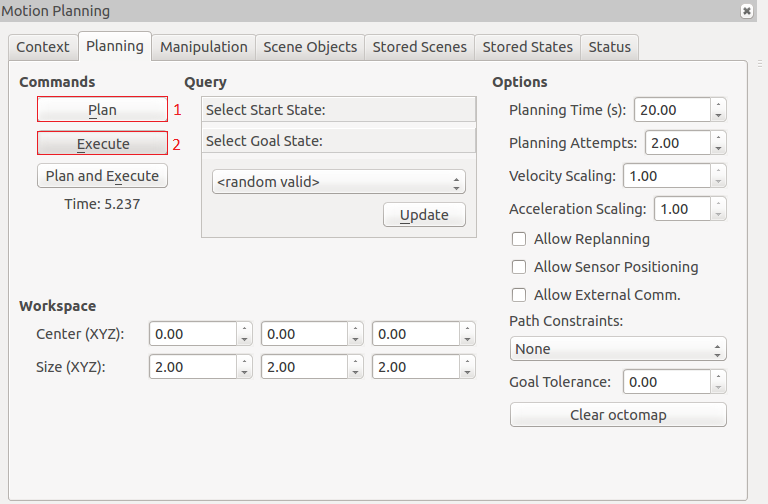 Motion Planning
Context Planning Manipulation Scene Objects Stored Scenes Stored States Status
Commands
Plan 1
Execute 2
Plan and Execute
Time: 5.237
Query
Select Start State:
Select Goal State:
<random valid>
Update
Workspace
Center (XYZ): 0.00 0.00 0.00
Size (XYZ): 2.00 2.00 2.00
Options
Planning Time (s): 20.00
Planning Attempts: 2.00
Velocity Scaling: 1.00
Acceleration Scaling: 1.00
Allow Replanning
Allow Sensor Positioning
Allow External Comm.
Path Constraints:
None
Goal Tolerance: 0.00
Clear octomap